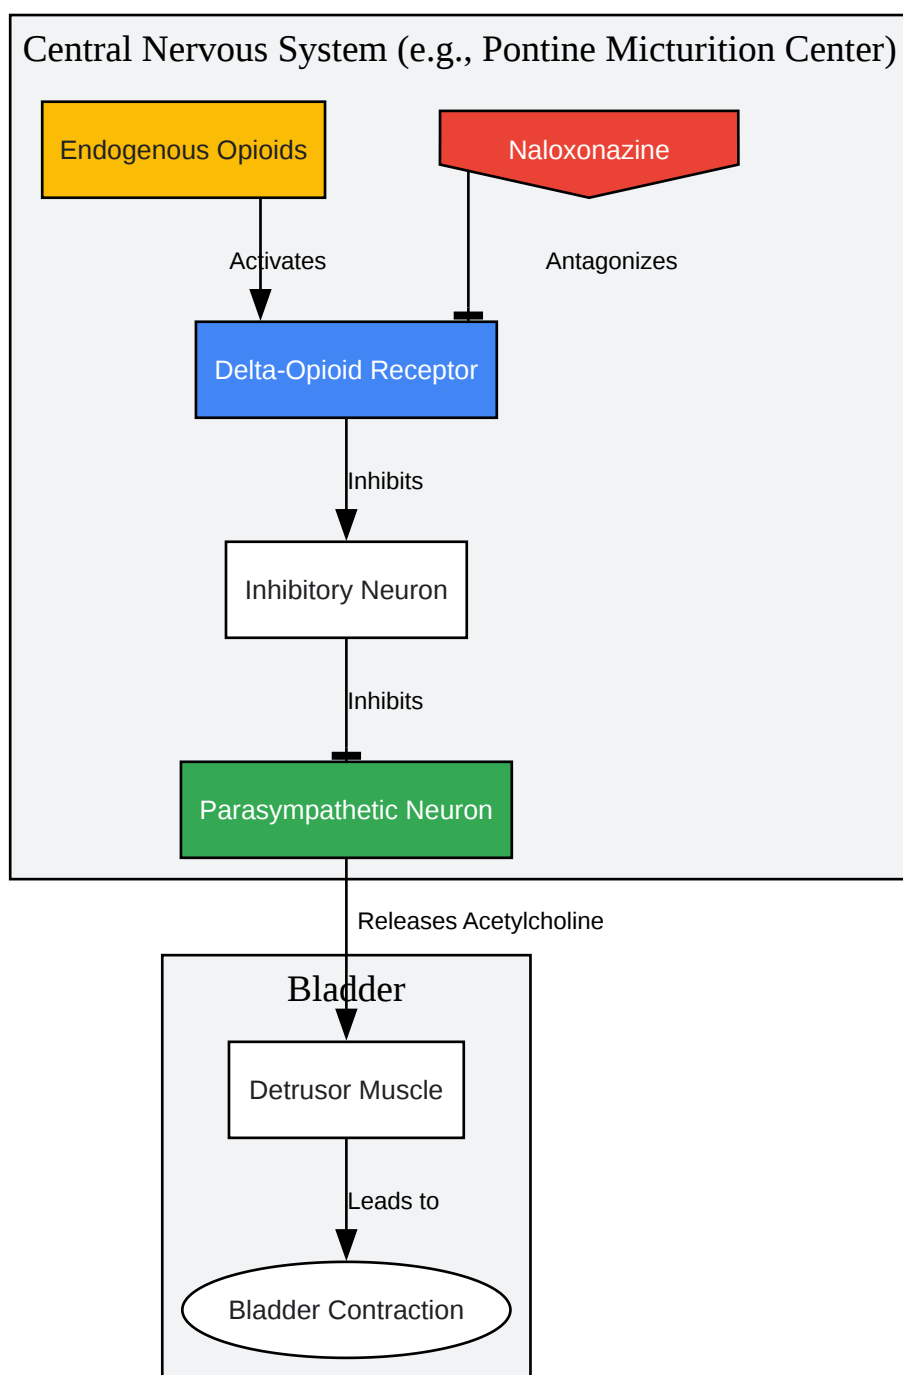 Central Nervous System (e.g., Pontine Micturition Center)
Endogenous Opioids
Naloxonazine
Activates
Antagonizes
Delta-Opioid Receptor
Inhibits
Inhibitory Neuron
Inhibits
Parasympathetic Neuron
Releases Acetylcholine
Bladder
Detrusor Muscle
Leads to
Bladder Contraction